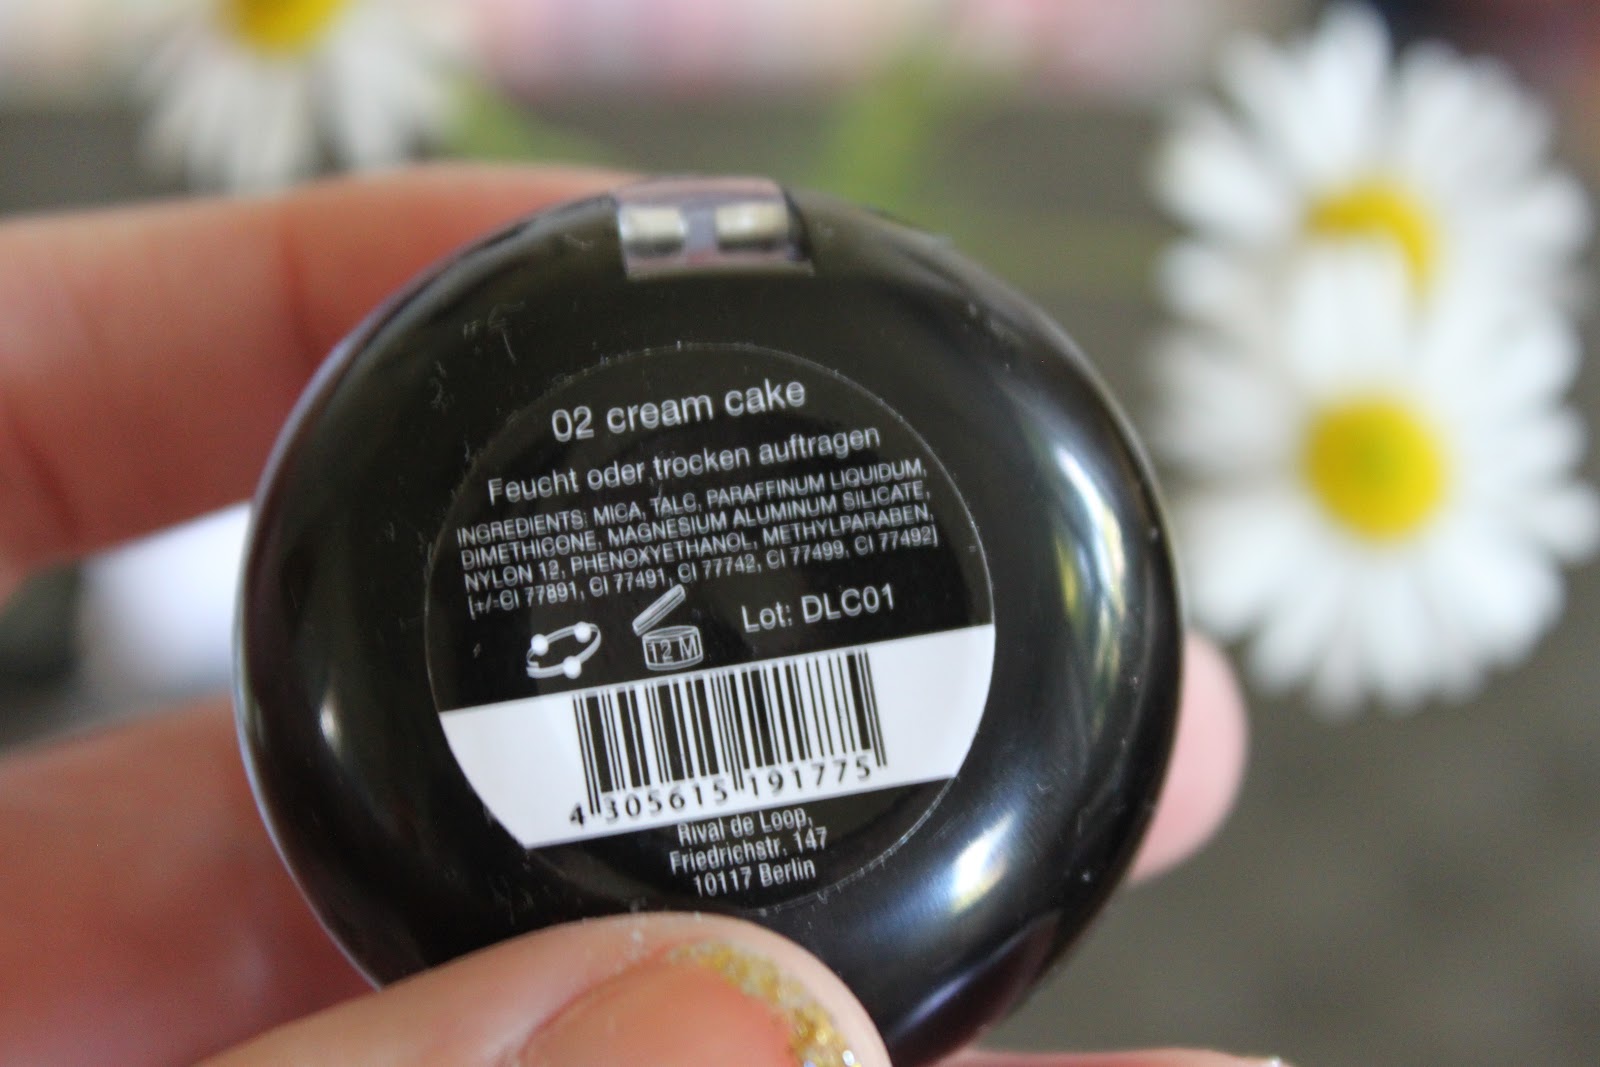 02 cream cake
Feucht oder trocken auftragen
INGREDIENTS: MICA, TALC, PARAFFINUM LIQUIDUM,
DIMETHICONE, MAGNESIUM ALUMINUM SILICATE,
NYLON 12, PHENOXYETHANOL, METHYLPARABEN,
[+/-CI 77891, CI 77491, CI 77742, CI 77499, CI 77492]
12 M
Lot: DLC01
4 305615 191775
Rival de Loop,
Friedrichstr. 147
10117 Berlin